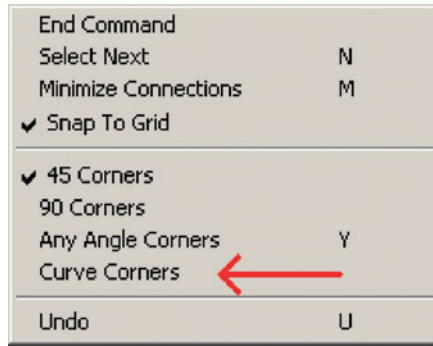 End Command
Select Next N
Minimize Connections M
Snap To Grid
45 Corners
90 Corners
Any Angle Corners Y
Curve Corners
Undo U